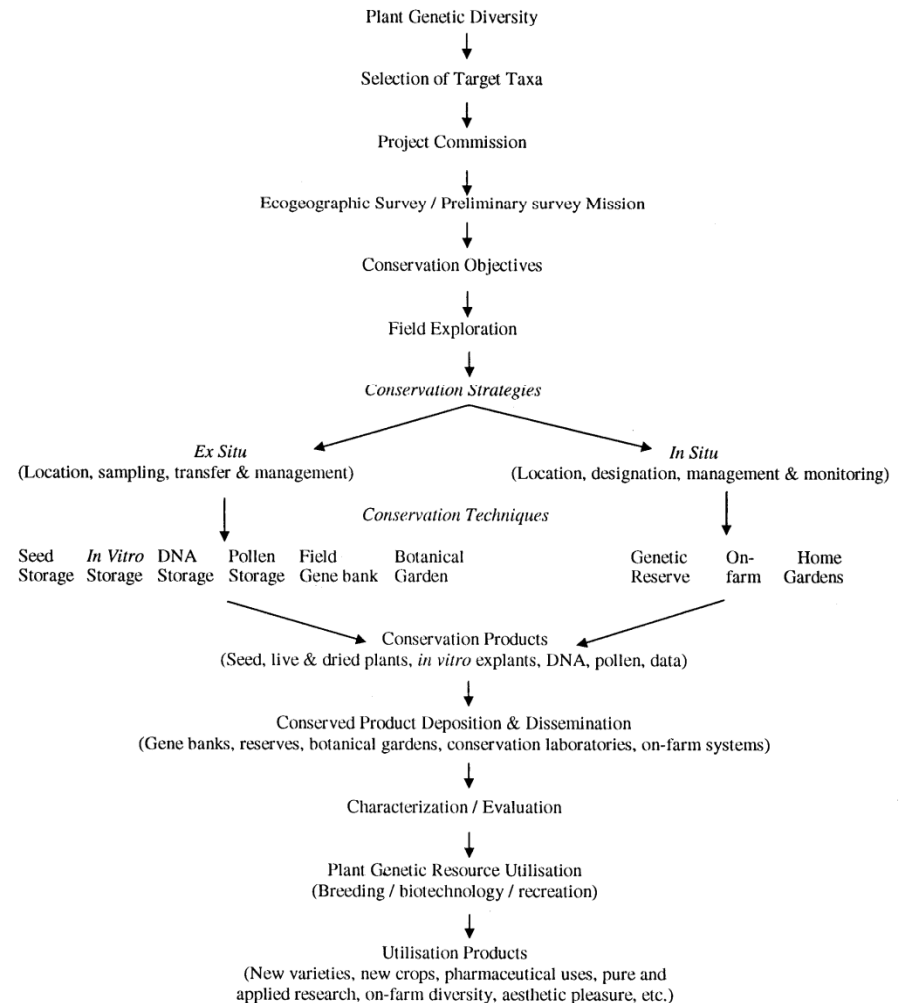 Plant Genetic Diversity
Selection of Target Taxa
Project Commission
Ecogeographic Survey / Preliminary survey Mission
Conservation Objectives
Field Exploration
Conservation Strategies
Ex Situ
(Location, sampling, transfer & management)
In Situ
(Location, designation, management & monitoring)
Conservation Techniques
Seed Storage
In Vitro Storage
DNA Storage
Pollen Storage
Field Gene bank
Botanical Garden
Genetic Reserve
On-farm
Home Gardens
Conservation Products
(Seed, live & dried plants, in vitro explants, DNA, pollen, data)
Conserved Product Deposition & Dissemination
(Gene banks, reserves, botanical gardens, conservation laboratories, on-farm systems)
Characterization / Evaluation
Plant Genetic Resource Utilisation
(Breeding / biotechnology / recreation)
Utilisation Products
(New varieties, new crops, pharmaceutical uses, pure and
applied research, on-farm diversity, aesthetic pleasure, etc.)